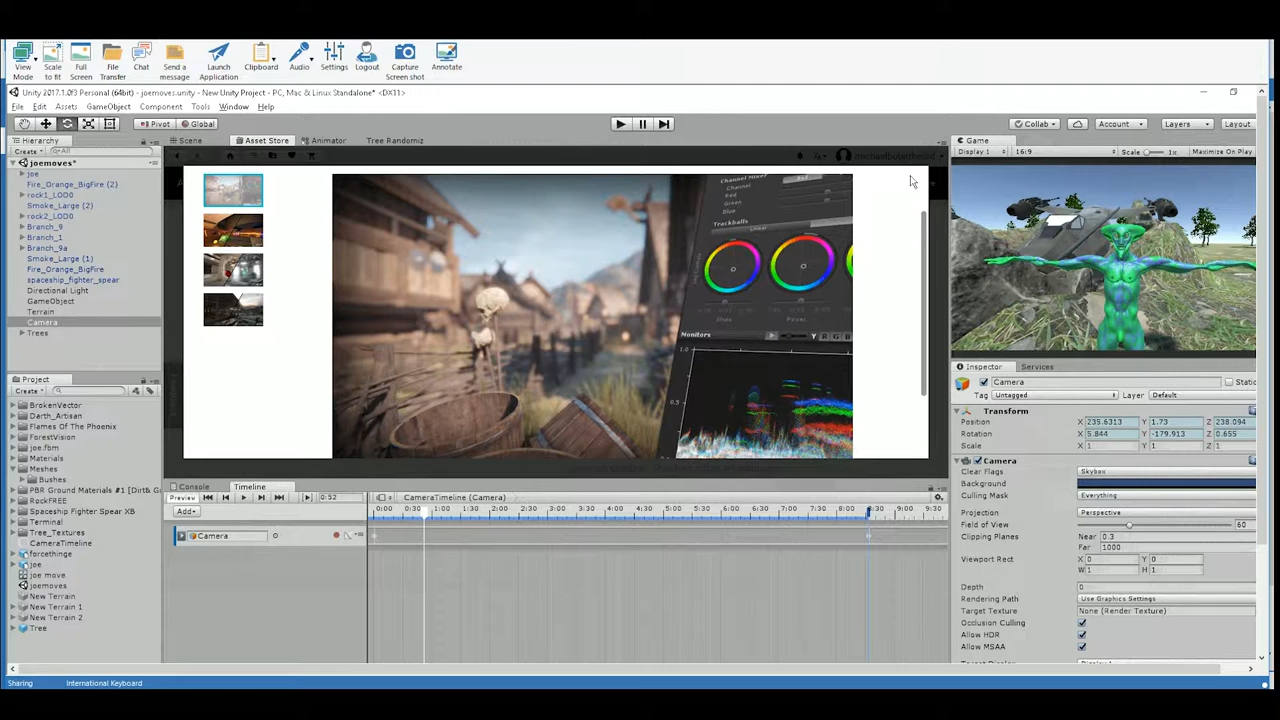 View Mode
Scale to fit
Full Screen
File Transfer
Chat
Send a message
Launch Application
Clipboard
Audio
Settings
Logout
Capture Screen shot
Annotate
Unity 2017.1.0f3 Personal (64bit) - joemoves.unity - New Unity Project - PC, Mac & Linux Standalone* <DX11>
File Edit Assets GameObject Component Tools Window Help
Pivot Global Collab Account Layers Layout
Hierarchy
Create All
joemoves*
joe
Fire_Orange_BigFire (2)
rock1_LOD0
Smoke_Large (2)
rock2_LOD0
Branch_9
Branch_1
Branch_9a
Smoke_Large (1)
Fire_Orange_BigFire
spaceship_fighter_spear
Directional Light
GameObject
Terrain
Camera
Trees
Project
Create
BrokenVector
Darth_Artisan
Flames Of The Phoenix
ForestVision
joe.fbm
Materials
Meshes
Bushes
PBR Ground Materials #1 [Dirt& G
RockFREE
Spaceship Fighter Spear XB
Terminal
Tree_Textures
CameraTimeline
forcethinge
joe
joe move
joemoves
New Terrain
New Terrain 1
New Terrain 2
Tree
Scene Asset Store Animator Tree Randomiz
Channel Mixer
Channel
Red
Green
Blue
Trackballs
Linear
Monitors
Y R G B
1.0
0.5
Console Timeline
Preview 0:52 CameraTimeline (Camera)
Add
0:00 0:30 1:00 1:30 2:00 2:30 3:00 3:30 4:00 4:30 5:00 5:30 6:00 6:30 7:00 7:30 8:00 8:30 9:00 9:30
Camera
Game
Display 1 16:9 Scale 1x Maximize On Play
Inspector Services
Camera Static
Tag Untagged Layer Default
Transform
Position X 235.6313 Y 1.73 Z 238.094
Rotation X 5.844 Y -179.913 Z 0.655
Scale X 1 Y 1 Z 1
Camera
Clear Flags Skybox
Background
Culling Mask Everything
Projection Perspective
Field of View 60
Clipping Planes Near 0.3
Far 1000
Viewport Rect X 0 Y 0
W 1 H 1
Depth 0
Rendering Path Use Graphics Settings
Target Texture None (Render Texture)
Occlusion Culling
Allow HDR
Allow MSAA
Sharing International Keyboard